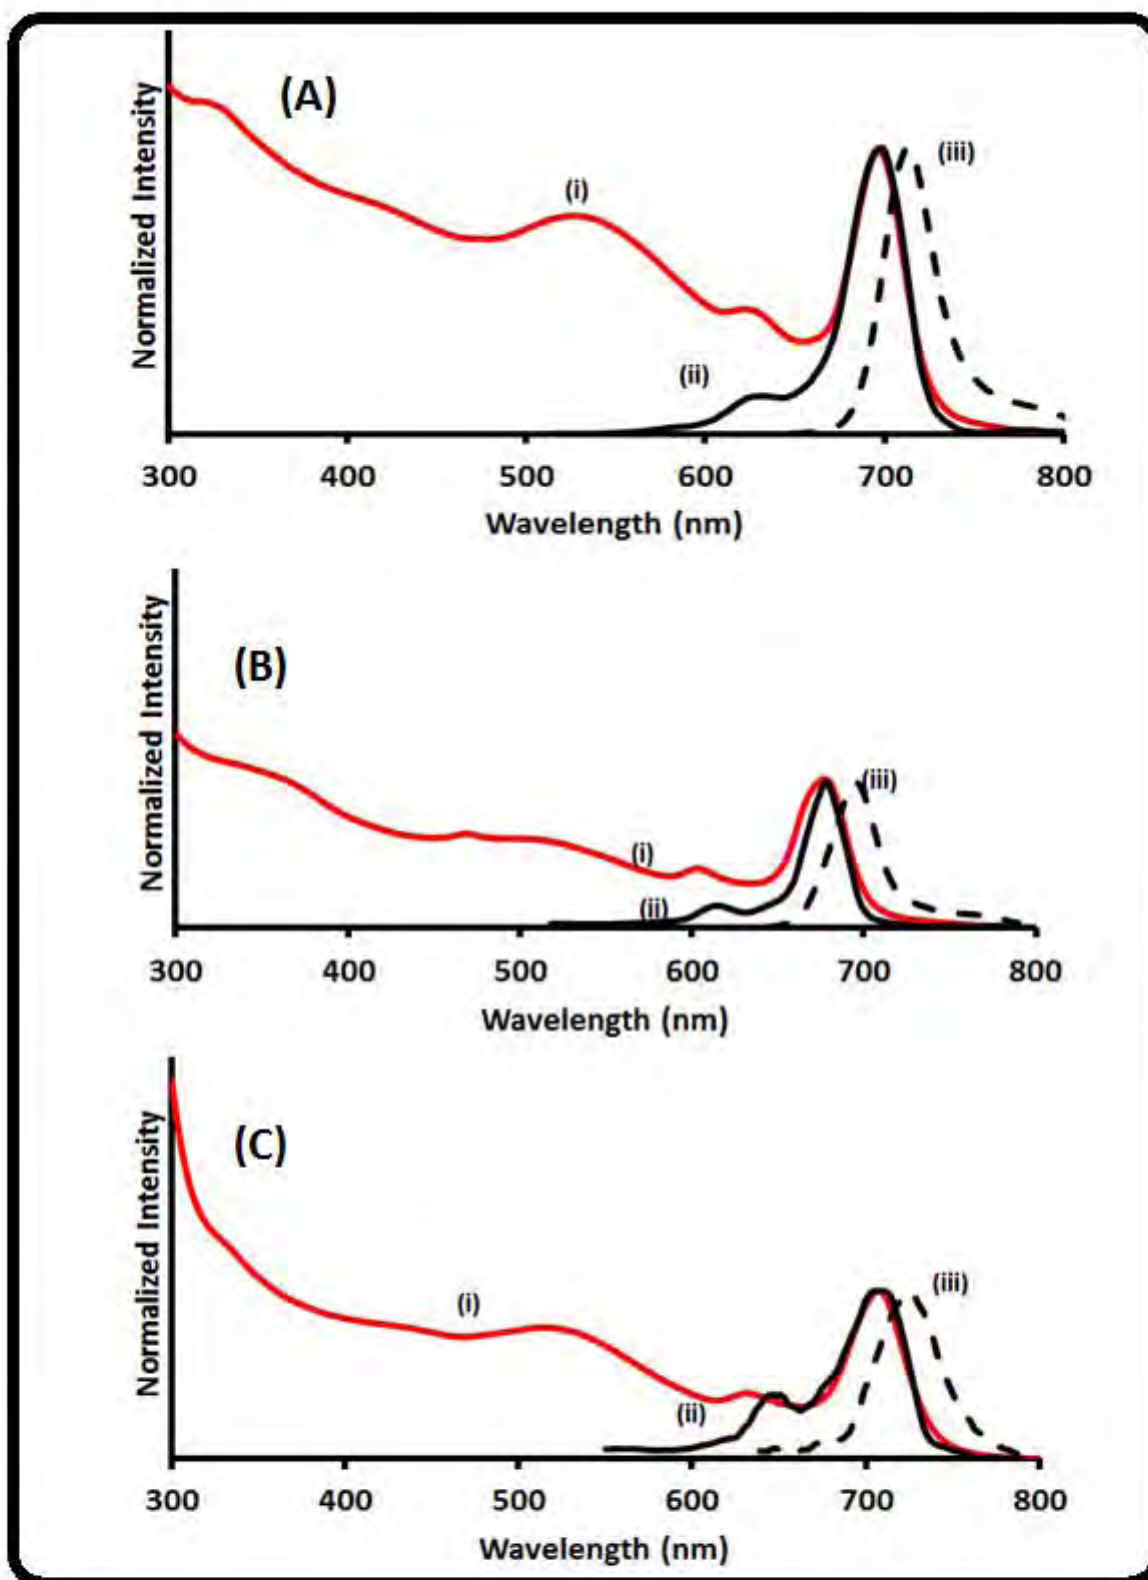 (A)
Normalized Intensity
(i)
(ii)
(iii)
300 400 500 600 700 800
Wavelength (nm)
(B)
Normalized Intensity
(i)
(ii)
(iii)
300 400 500 600 700 800
Wavelength (nm)
(C)
Normalized Intensity
(i)
(ii)
(iii)
300 400 500 600 700 800
Wavelength (nm)